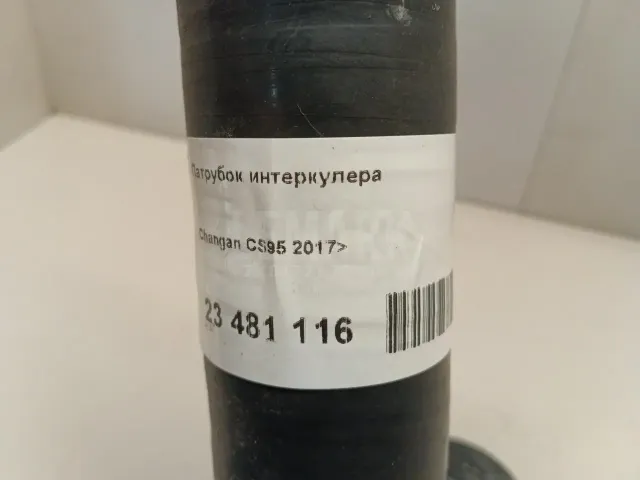 Патрубок интеркулера
Changan CS95 2017>
23 481 116